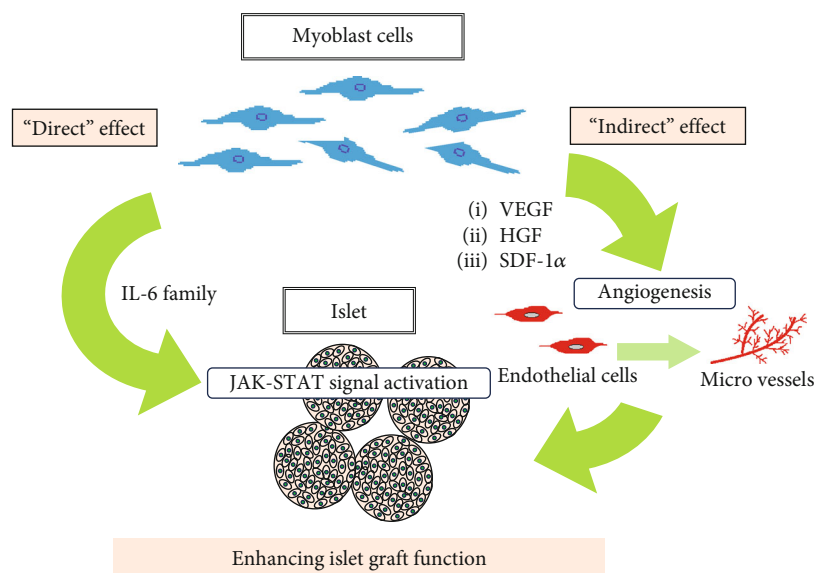 Myoblast cells
“Direct” effect
“Indirect” effect
(i) VEGF
(ii) HGF
(iii) SDF-1α
IL-6 family
Angiogenesis
Islet
JAK-STAT signal activation
Endothelial cells
Micro vessels
Enhancing islet graft function